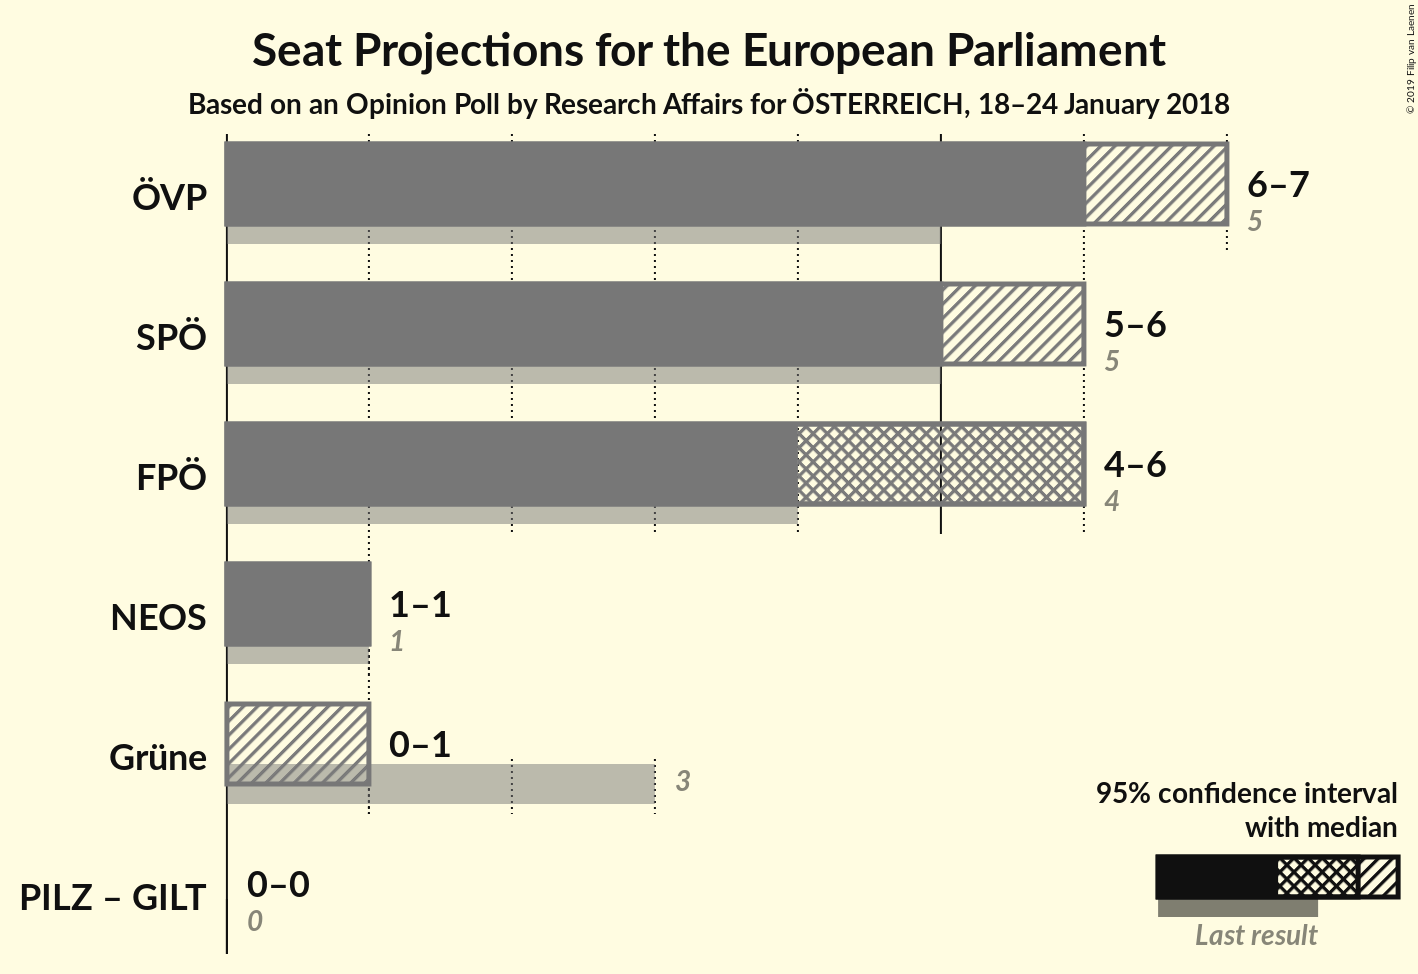 Seat Projections for the European Parliament
Based on an Opinion Poll by Research Affairs for ÖSTERREICH, 18–24 January 2018
© 2019 Filip van Laenen
ÖVP
6–7
5
SPÖ
5–6
5
FPÖ
4–6
4
NEOS
1–1
1
Grüne
0–1
3
PILZ – GILT
0–0
0
95% confidence interval
with median
Last result